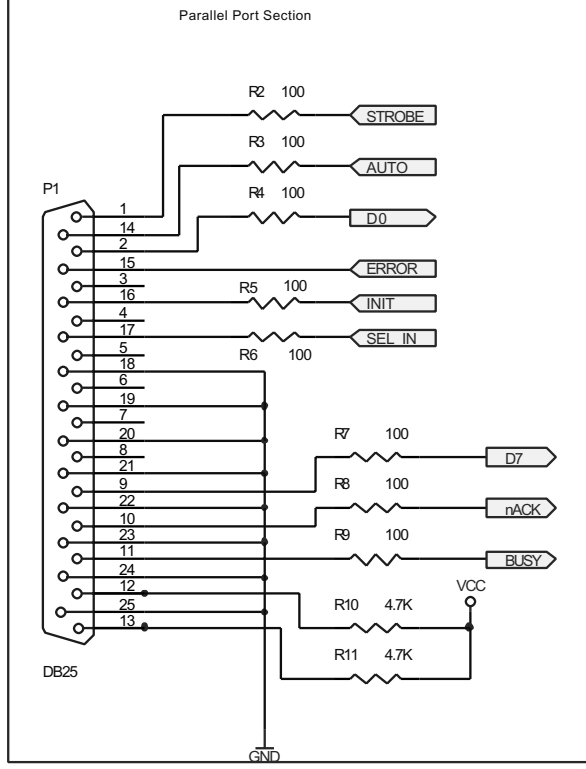 Parallel Port Section
R2 100
STROBE
R3 100
AUTO
P1
R4 100
1
D0
14
2
15
ERROR
3
R5 100
16
INIT
4
17
SEL IN
5
R6 100
18
6
19
7
R7 100
20
8
D7
21
R8 100
9
22
nACK
10
R9 100
23
11
BUSY
24
12
VCC
25
R10 4.7K
13
R11 4.7K
DB25
GND